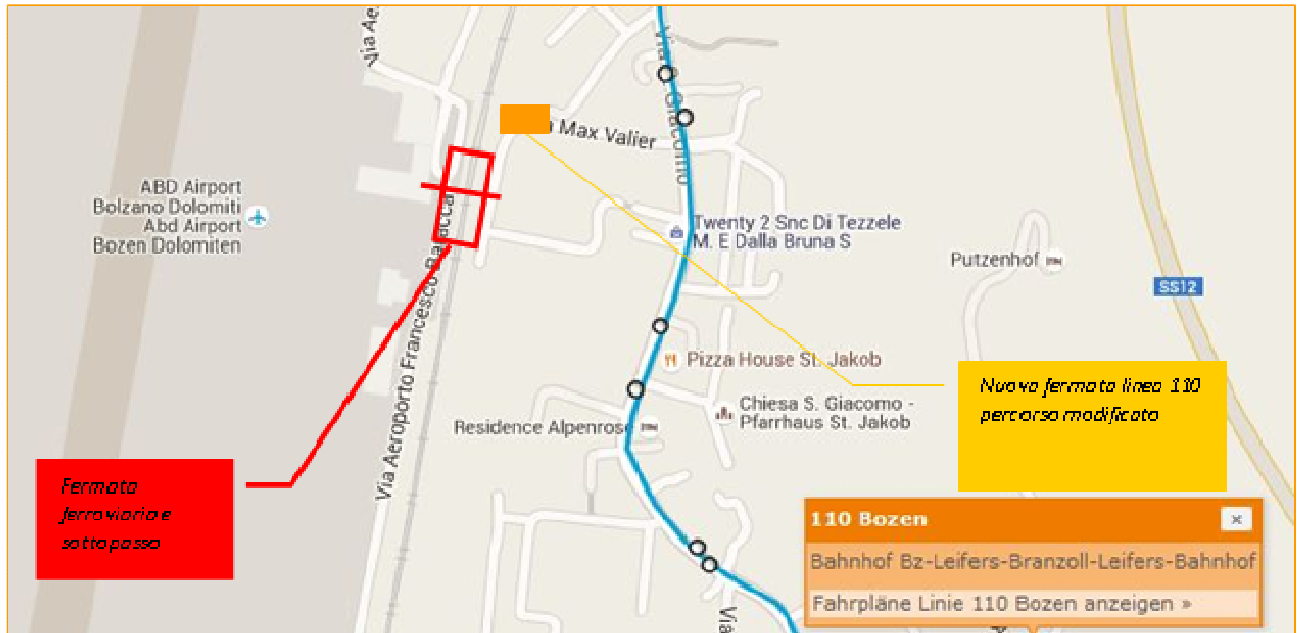 Via Ae
Via S. Giacomo
Max Valier
ABD Airport
Bolzano Dolomiti
Abd Airport
Bozen Dolomiten
Via Aeroporto Francesco Baracca
Twenty 2 Snc Di Tezzele
M. E Dalla Bruna S
Putzenhof
SS12
Pizza House St. Jakob
Nuova fermata linea 110
percorso modificato
Chiesa S. Giacomo -
Pfarrhaus St. Jakob
Residence Alpenrose
Fermata
ferroviaria e
sottopasso
110 Bozen
Bahnhof Bz-Leifers-Branzoll-Leifers-Bahnhof
Fahrpläne Linie 110 Bozen anzeigen »
Via